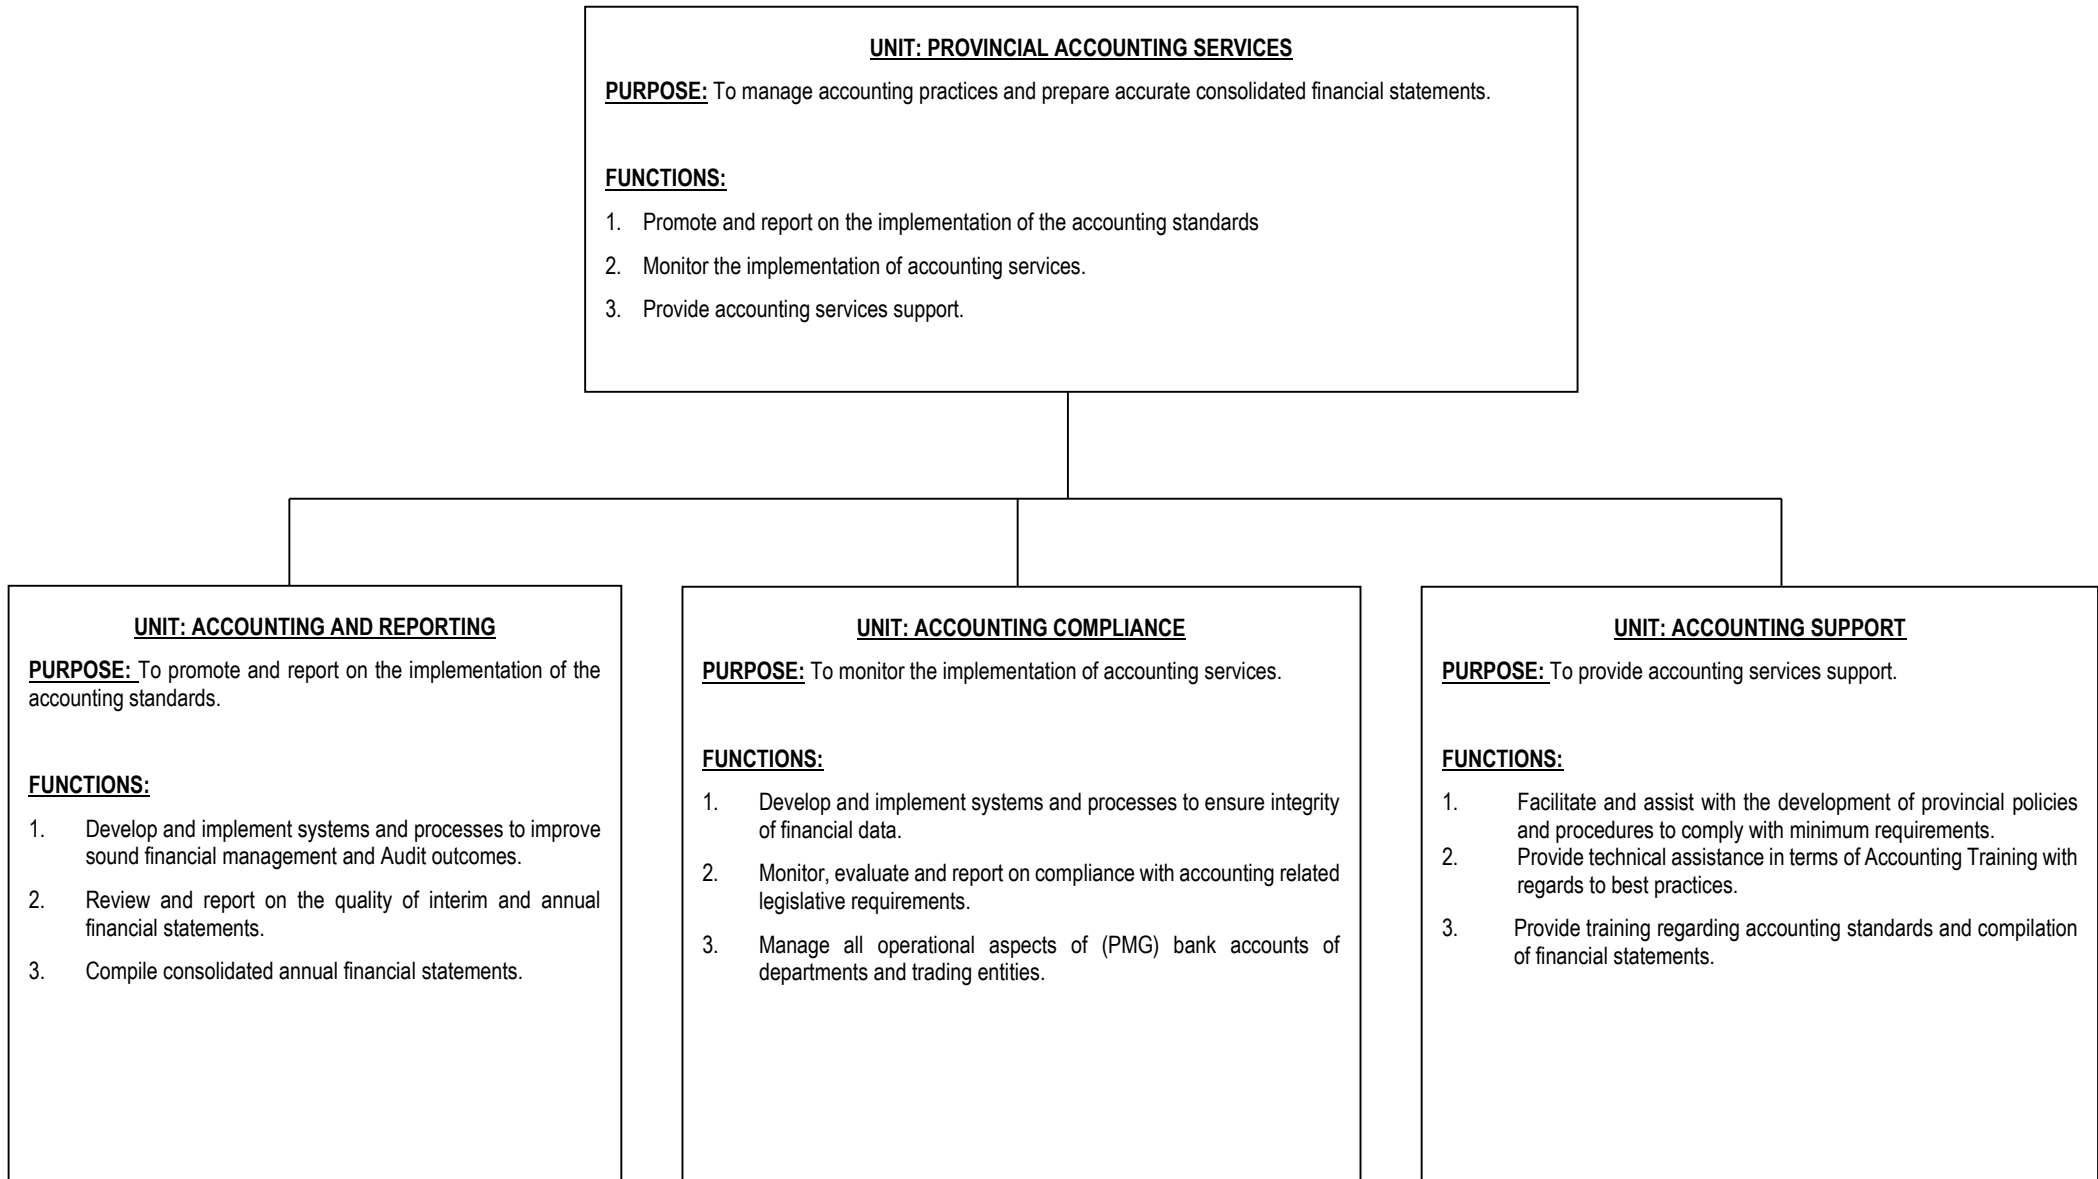 UNIT: PROVINCIAL ACCOUNTING SERVICES
PURPOSE: To manage accounting practices and prepare accurate consolidated financial statements.
FUNCTIONS:
1. Promote and report on the implementation of the accounting standards
2. Monitor the implementation of accounting services.
3. Provide accounting services support.
UNIT: ACCOUNTING AND REPORTING
PURPOSE: To promote and report on the implementation of the
accounting standards.
FUNCTIONS:
1. Develop and implement systems and processes to improve
sound financial management and Audit outcomes.
2. Review and report on the quality of interim and annual
financial statements.
3. Compile consolidated annual financial statements.
UNIT: ACCOUNTING COMPLIANCE
PURPOSE: To monitor the implementation of accounting services.
FUNCTIONS:
1. Develop and implement systems and processes to ensure integrity
of financial data.
2. Monitor, evaluate and report on compliance with accounting related
legislative requirements.
3. Manage all operational aspects of (PMG) bank accounts of
departments and trading entities.
UNIT: ACCOUNTING SUPPORT
PURPOSE: To provide accounting services support.
FUNCTIONS:
1. Facilitate and assist with the development of provincial policies
and procedures to comply with minimum requirements.
2. Provide technical assistance in terms of Accounting Training with
regards to best practices.
3. Provide training regarding accounting standards and compilation
of financial statements.